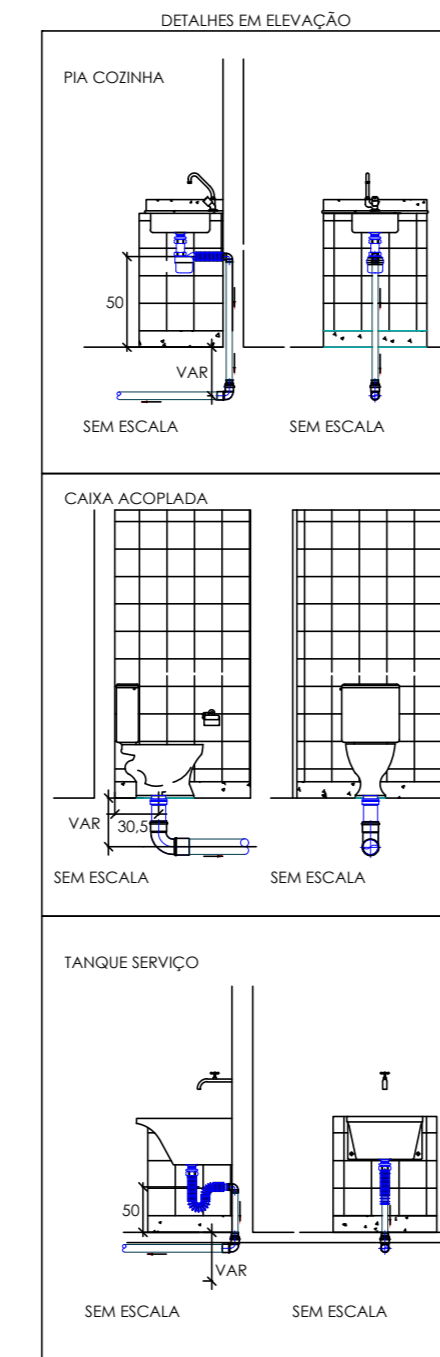 DETALHES EM ELEVAÇÃO
PIA COZINHA
50
VAR
SEM ESCALA
SEM ESCALA
CAIXA ACOPLADA
VAR
30,5
SEM ESCALA
SEM ESCALA
TANQUE SERVIÇO
50
VAR
SEM ESCALA
SEM ESCALA